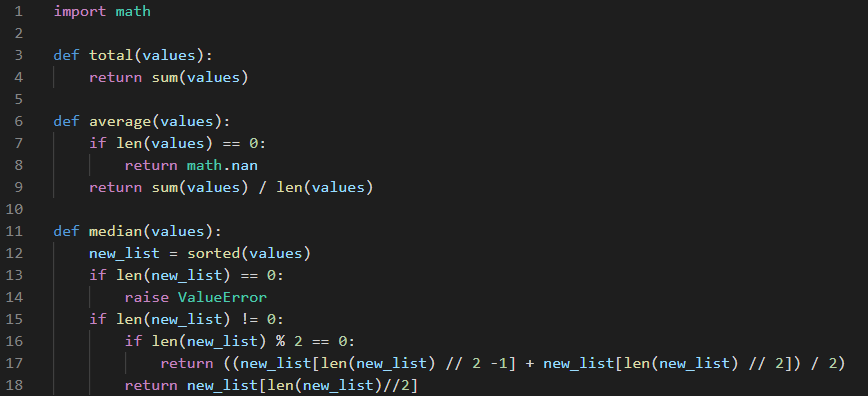 1 import math
2
3 def total(values):
4     return sum(values)
5
6 def average(values):
7     if len(values) == 0:
8         return math.nan
9     return sum(values) / len(values)
10
11 def median(values):
12     new_list = sorted(values)
13     if len(new_list) == 0:
14         raise ValueError
15     if len(new_list) != 0:
16         if len(new_list) % 2 == 0:
17             return ((new_list[len(new_list) // 2 -1] + new_list[len(new_list) // 2]) / 2)
18         return new_list[len(new_list)//2]